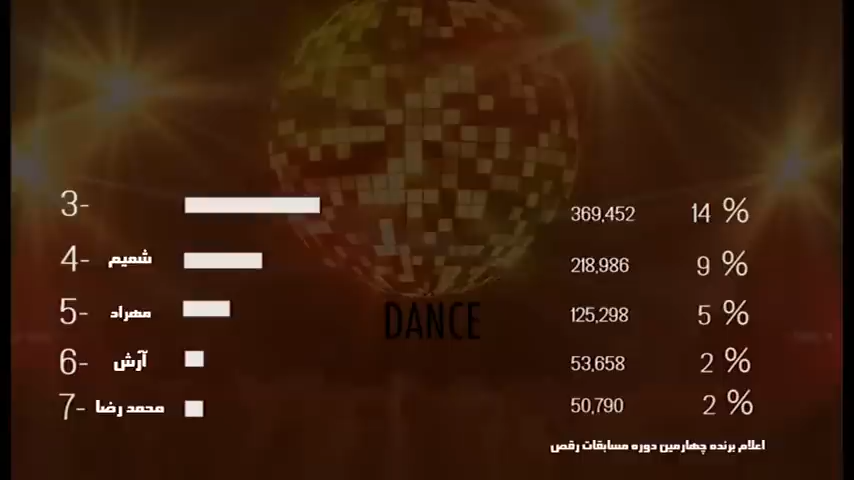 3- 369,452 14 %
4- شمیم 218,986 9 %
5- مهراد 125,298 5 %
DANCE
6- آرش 53,658 2 %
7- محمد رضا 50,790 2 %
اعلام برنده چهارمین دوره مسابقات رقص